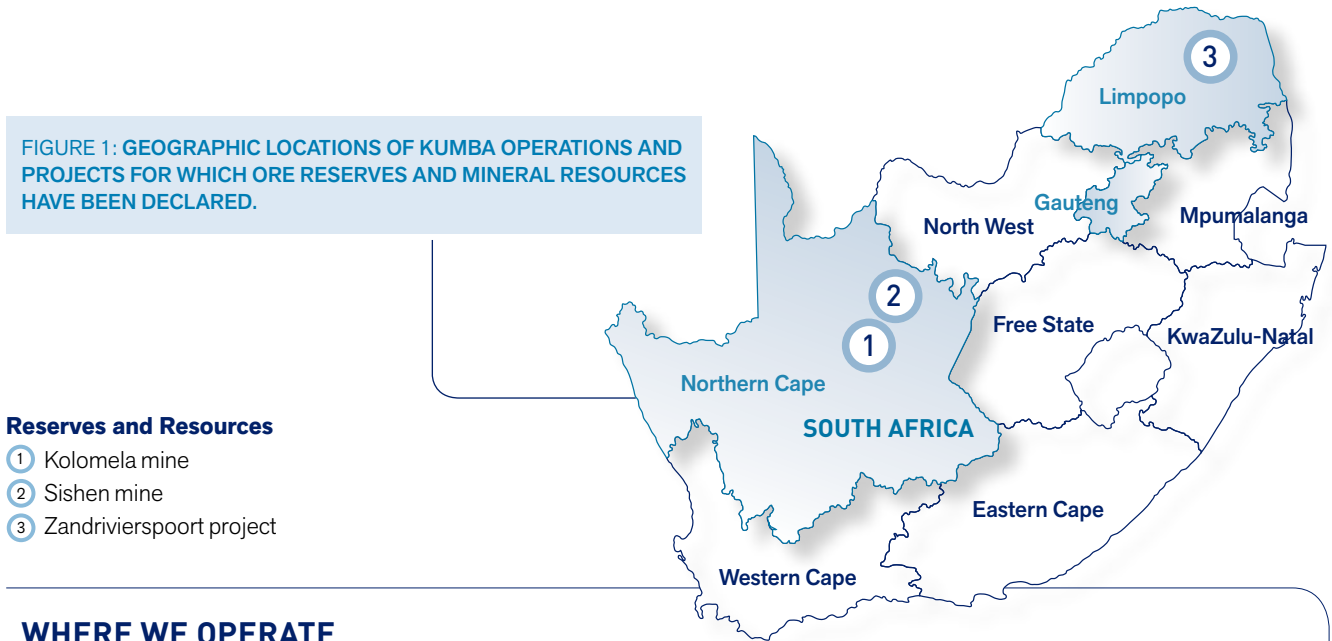 FIGURE 1: GEOGRAPHIC LOCATIONS OF KUMBA OPERATIONS AND
PROJECTS FOR WHICH ORE RESERVES AND MINERAL RESOURCES
HAVE BEEN DECLARED.
3
Limpopo
Gauteng
North West
Mpumalanga
2
Free State
KwaZulu-Natal
1
Northern Cape
SOUTH AFRICA
Eastern Cape
Western Cape
Reserves and Resources
1 Kolomela mine
2 Sishen mine
3 Zandrivierspoort project
WHERE WE OPERATE